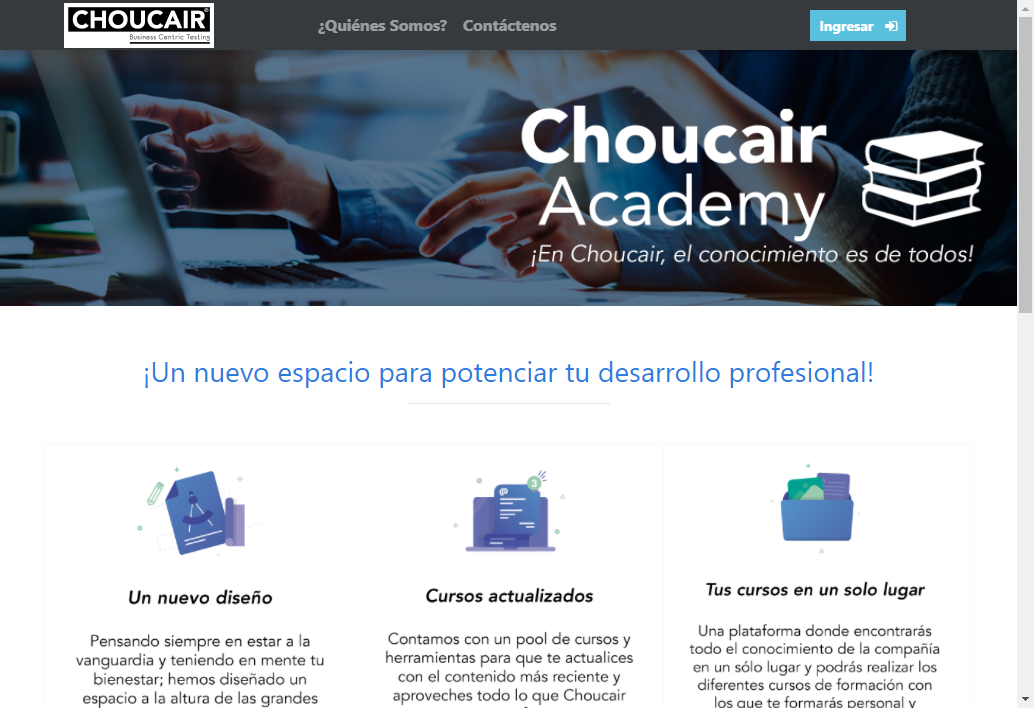 CHOUCAIR®
Business Centric Testing
¿Quiénes Somos? Contáctenos
Ingresar
Choucair
Academy
¡En Choucair, el conocimiento es de todos!
¡Un nuevo espacio para potenciar tu desarrollo profesional!
3
Un nuevo diseño
Pensando siempre en estar a la
vanguardia y teniendo en mente tu
bienestar; hemos diseñado un
espacio a la altura de las grandes
Cursos actualizados
Contamos con un pool de cursos y
herramientas para que te actualices
con el contenido más reciente y
aproveches todo lo que Choucair
Tus cursos en un solo lugar
Una plataforma donde encontrarás
todo el conocimiento de la compañía
en un sólo lugar y podrás realizar los
diferentes cursos de formación con
los que te formarás personal y